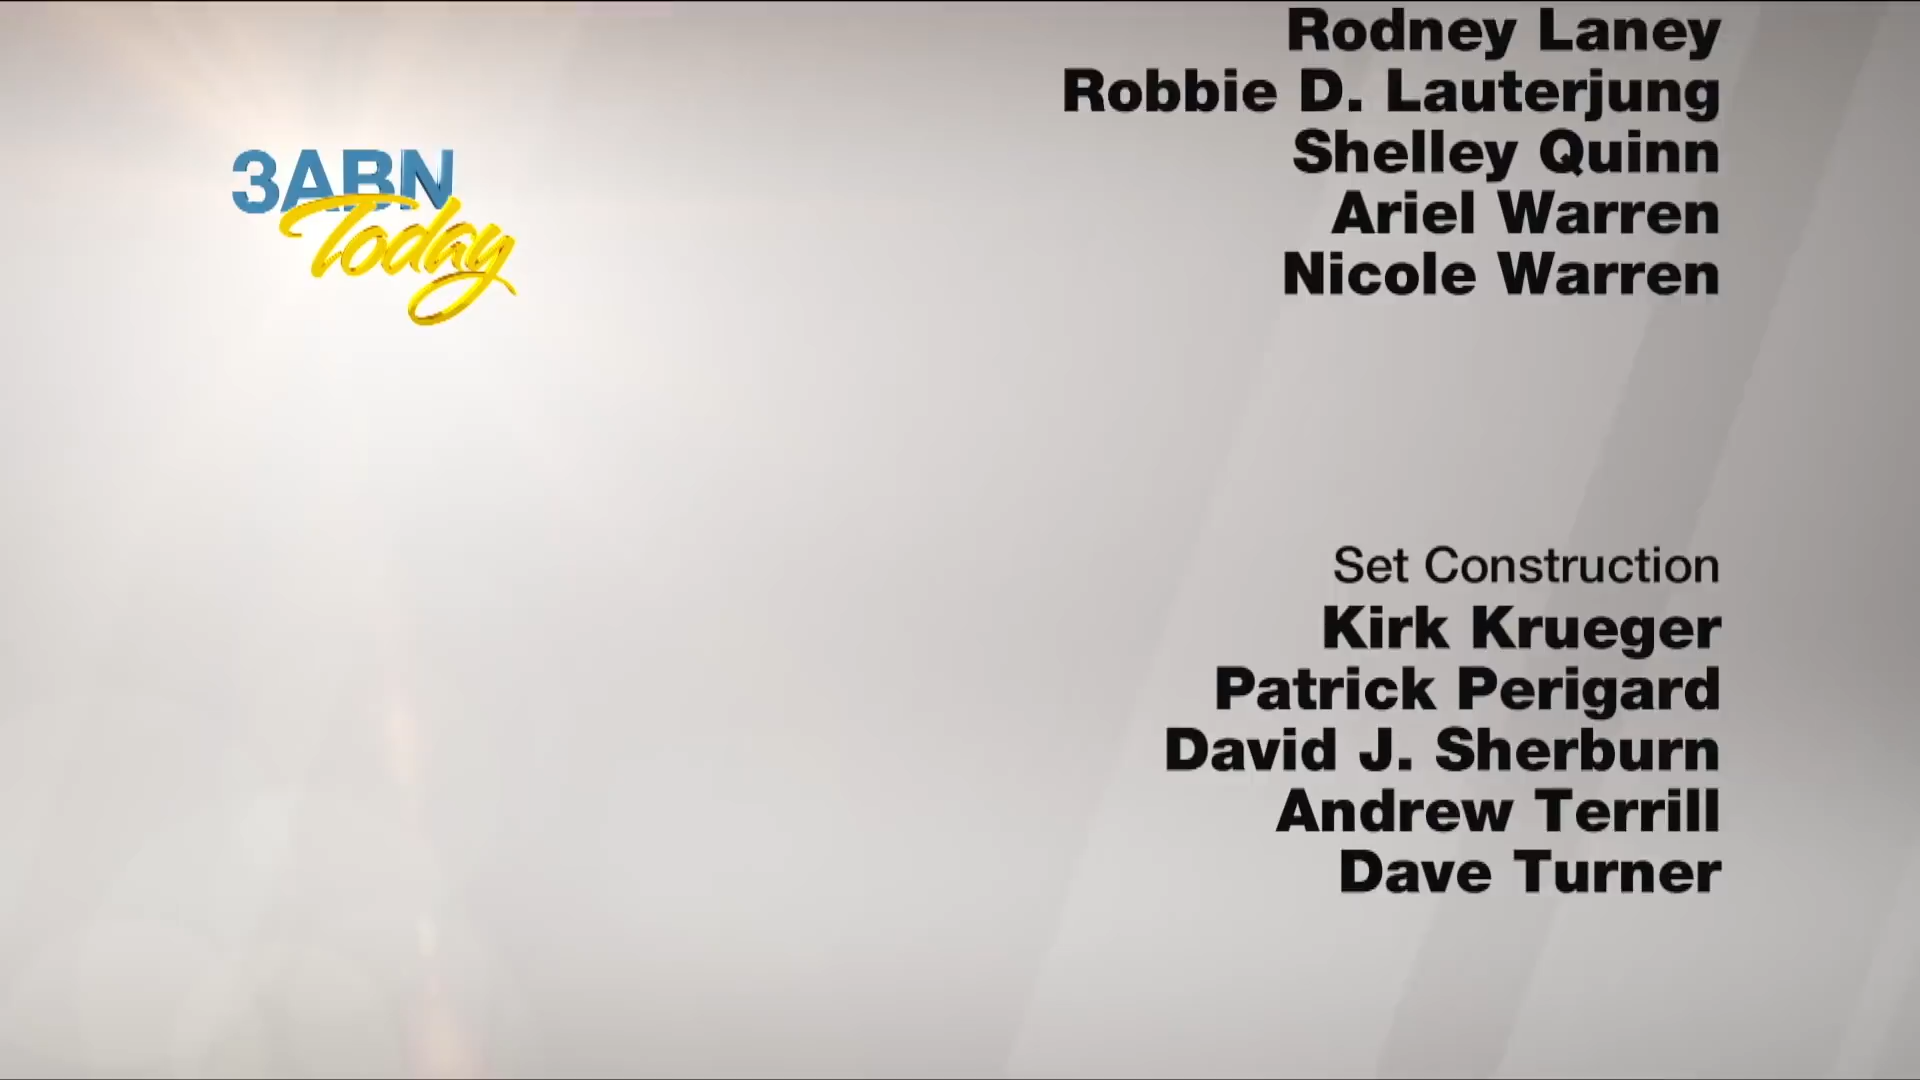 3ABN
Today
Rodney Laney
Robbie D. Lauterjung
Shelley Quinn
Ariel Warren
Nicole Warren
Set Construction
Kirk Krueger
Patrick Perigard
David J. Sherburn
Andrew Terrill
Dave Turner